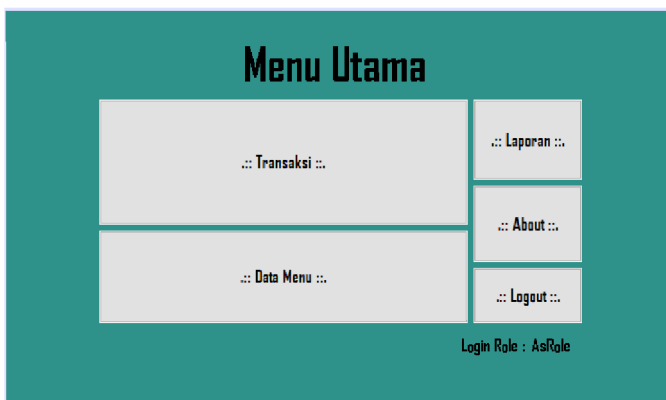 Menu Utama
.:: Transaksi ::.
.:: Laporan ::.
.:: About ::.
.:: Data Menu ::.
.:: Logout ::.
Login Role : AsRole